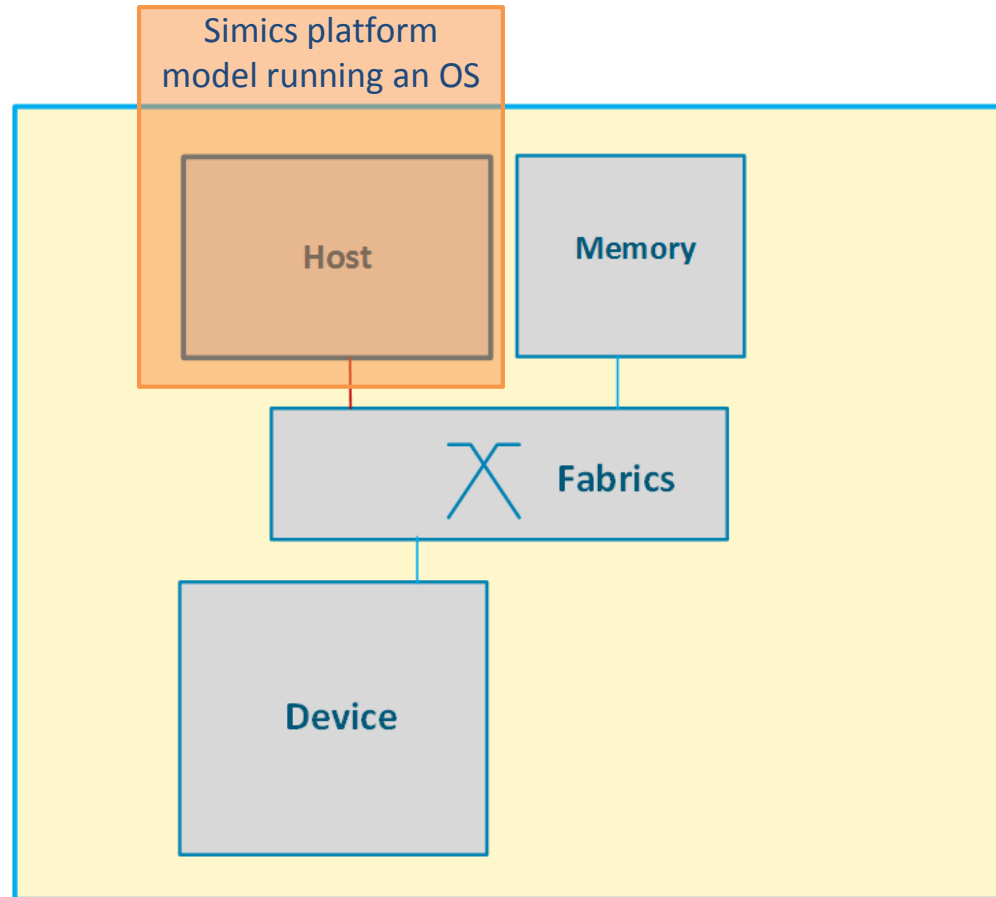 Simics platform
model running an OS
Host
Memory
Fabrics
Device